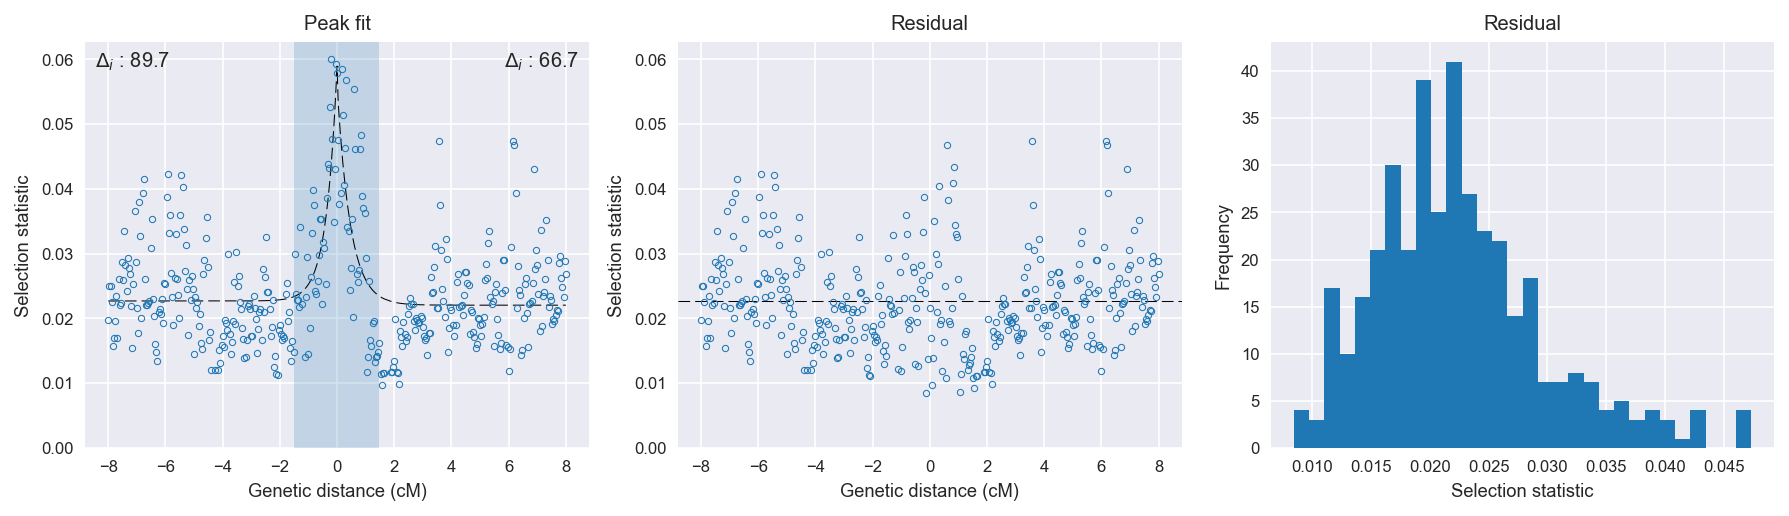 Peak fit
Δi : 89.7
Δi : 66.7
0.06
0.05
0.04
0.03
0.02
0.01
0.00
Selection statistic
−8 −6 −4 −2 0 2 4 6 8
Genetic distance (cM)
Residual
0.06
0.05
0.04
0.03
0.02
0.01
0.00
Selection statistic
−8 −6 −4 −2 0 2 4 6 8
Genetic distance (cM)
Residual
40
35
30
25
20
15
10
5
0
Frequency
0.010 0.015 0.020 0.025 0.030 0.035 0.040 0.045
Selection statistic